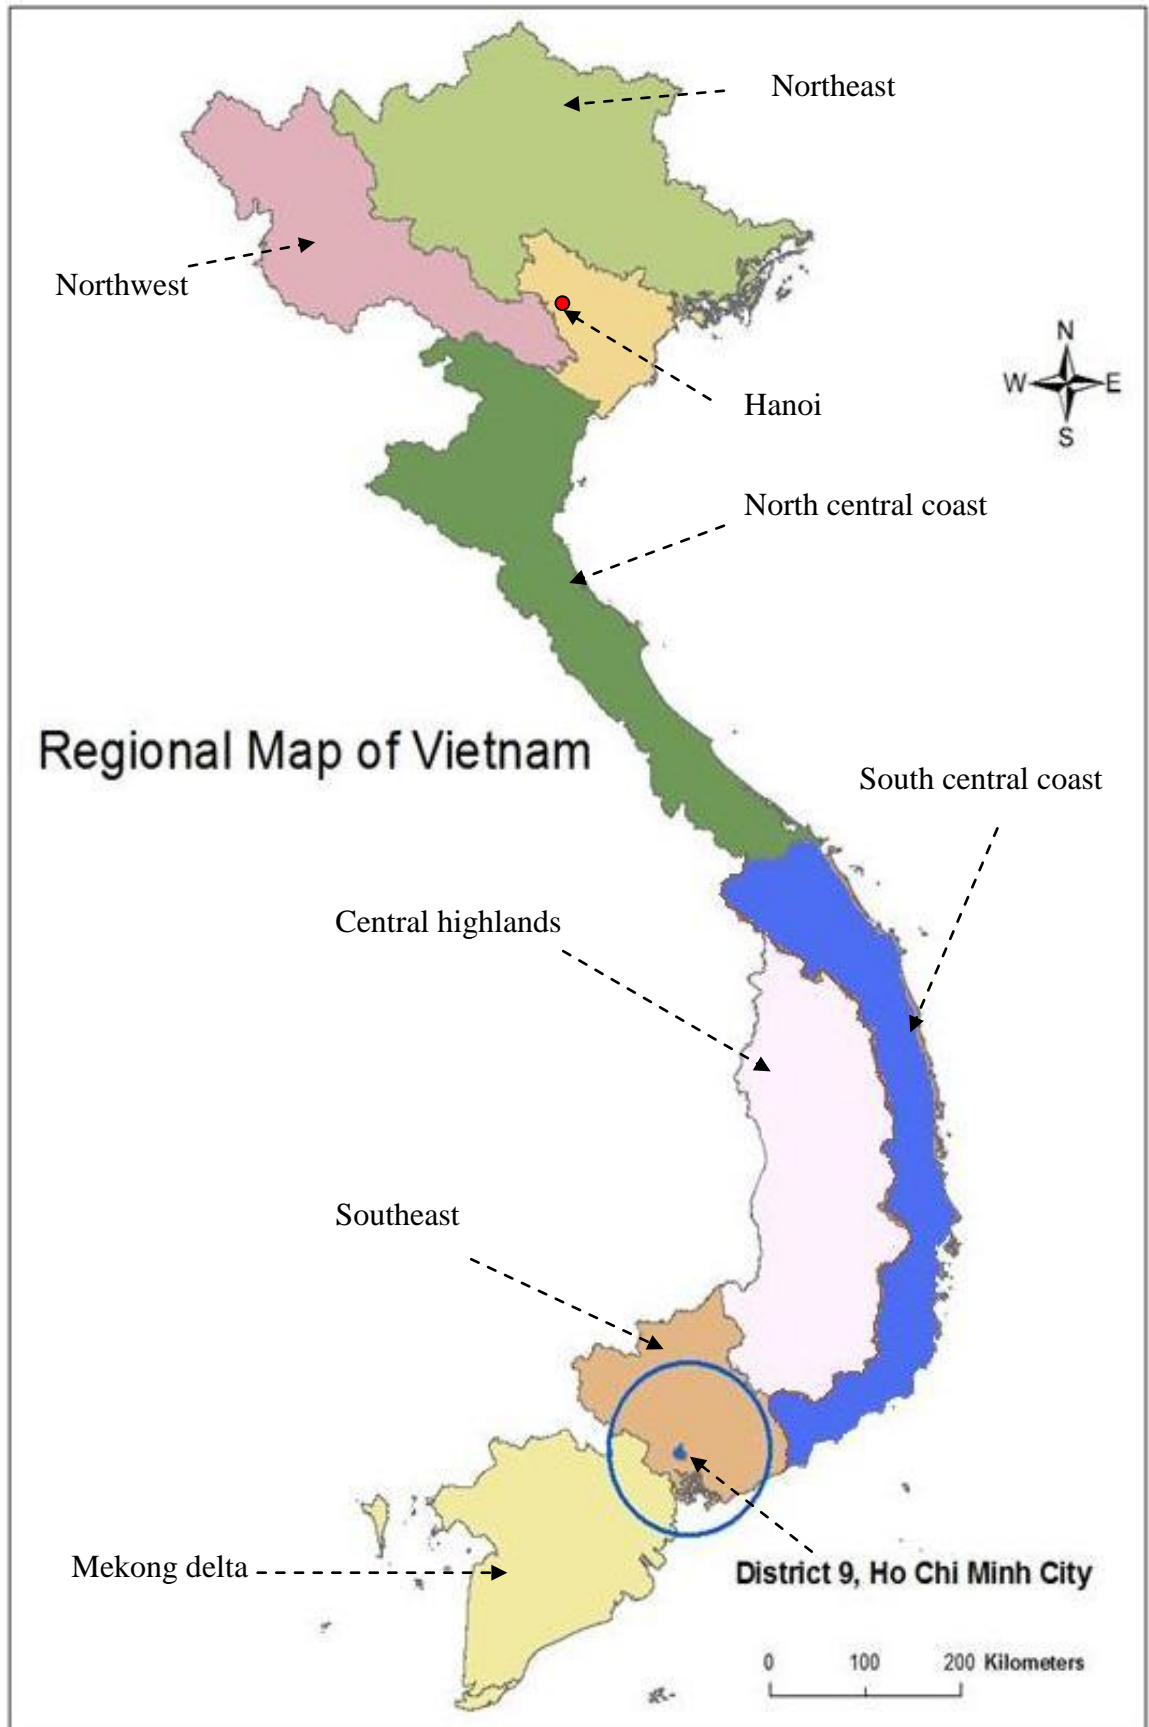 Northeast
Northwest
N
W E
S
Hanoi
North central coast
Regional Map of Vietnam
South central coast
Central highlands
Southeast
Mekong delta
District 9, Ho Chi Minh City
0 100 200 Kilometers